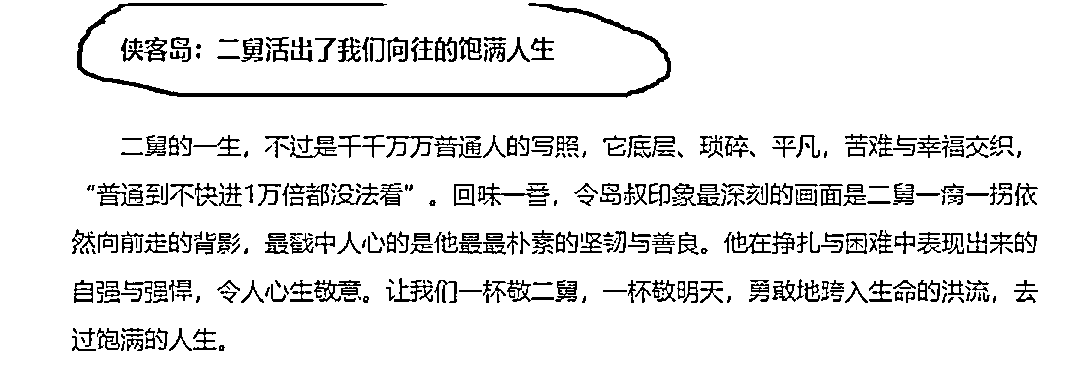 侠客岛：二舅活出了我们向往的饱满人生
二舅的一生，不过是千千万万普通人的写照，它底层、琐碎、平凡，苦难与幸福交织，
“普通到不快进1万倍都没法看”。回味一番，令岛叔印象最深刻的画面是二舅一瘸一拐依
然向前走的背影，最戳中人心的是他最最朴素的坚韧与善良。他在挣扎与困难中表现出来的
自强与强悍，令人心生敬意。让我们一杯敬二舅，一杯敬明天，勇敢地跨入生命的洪流，去
过饱满的人生。